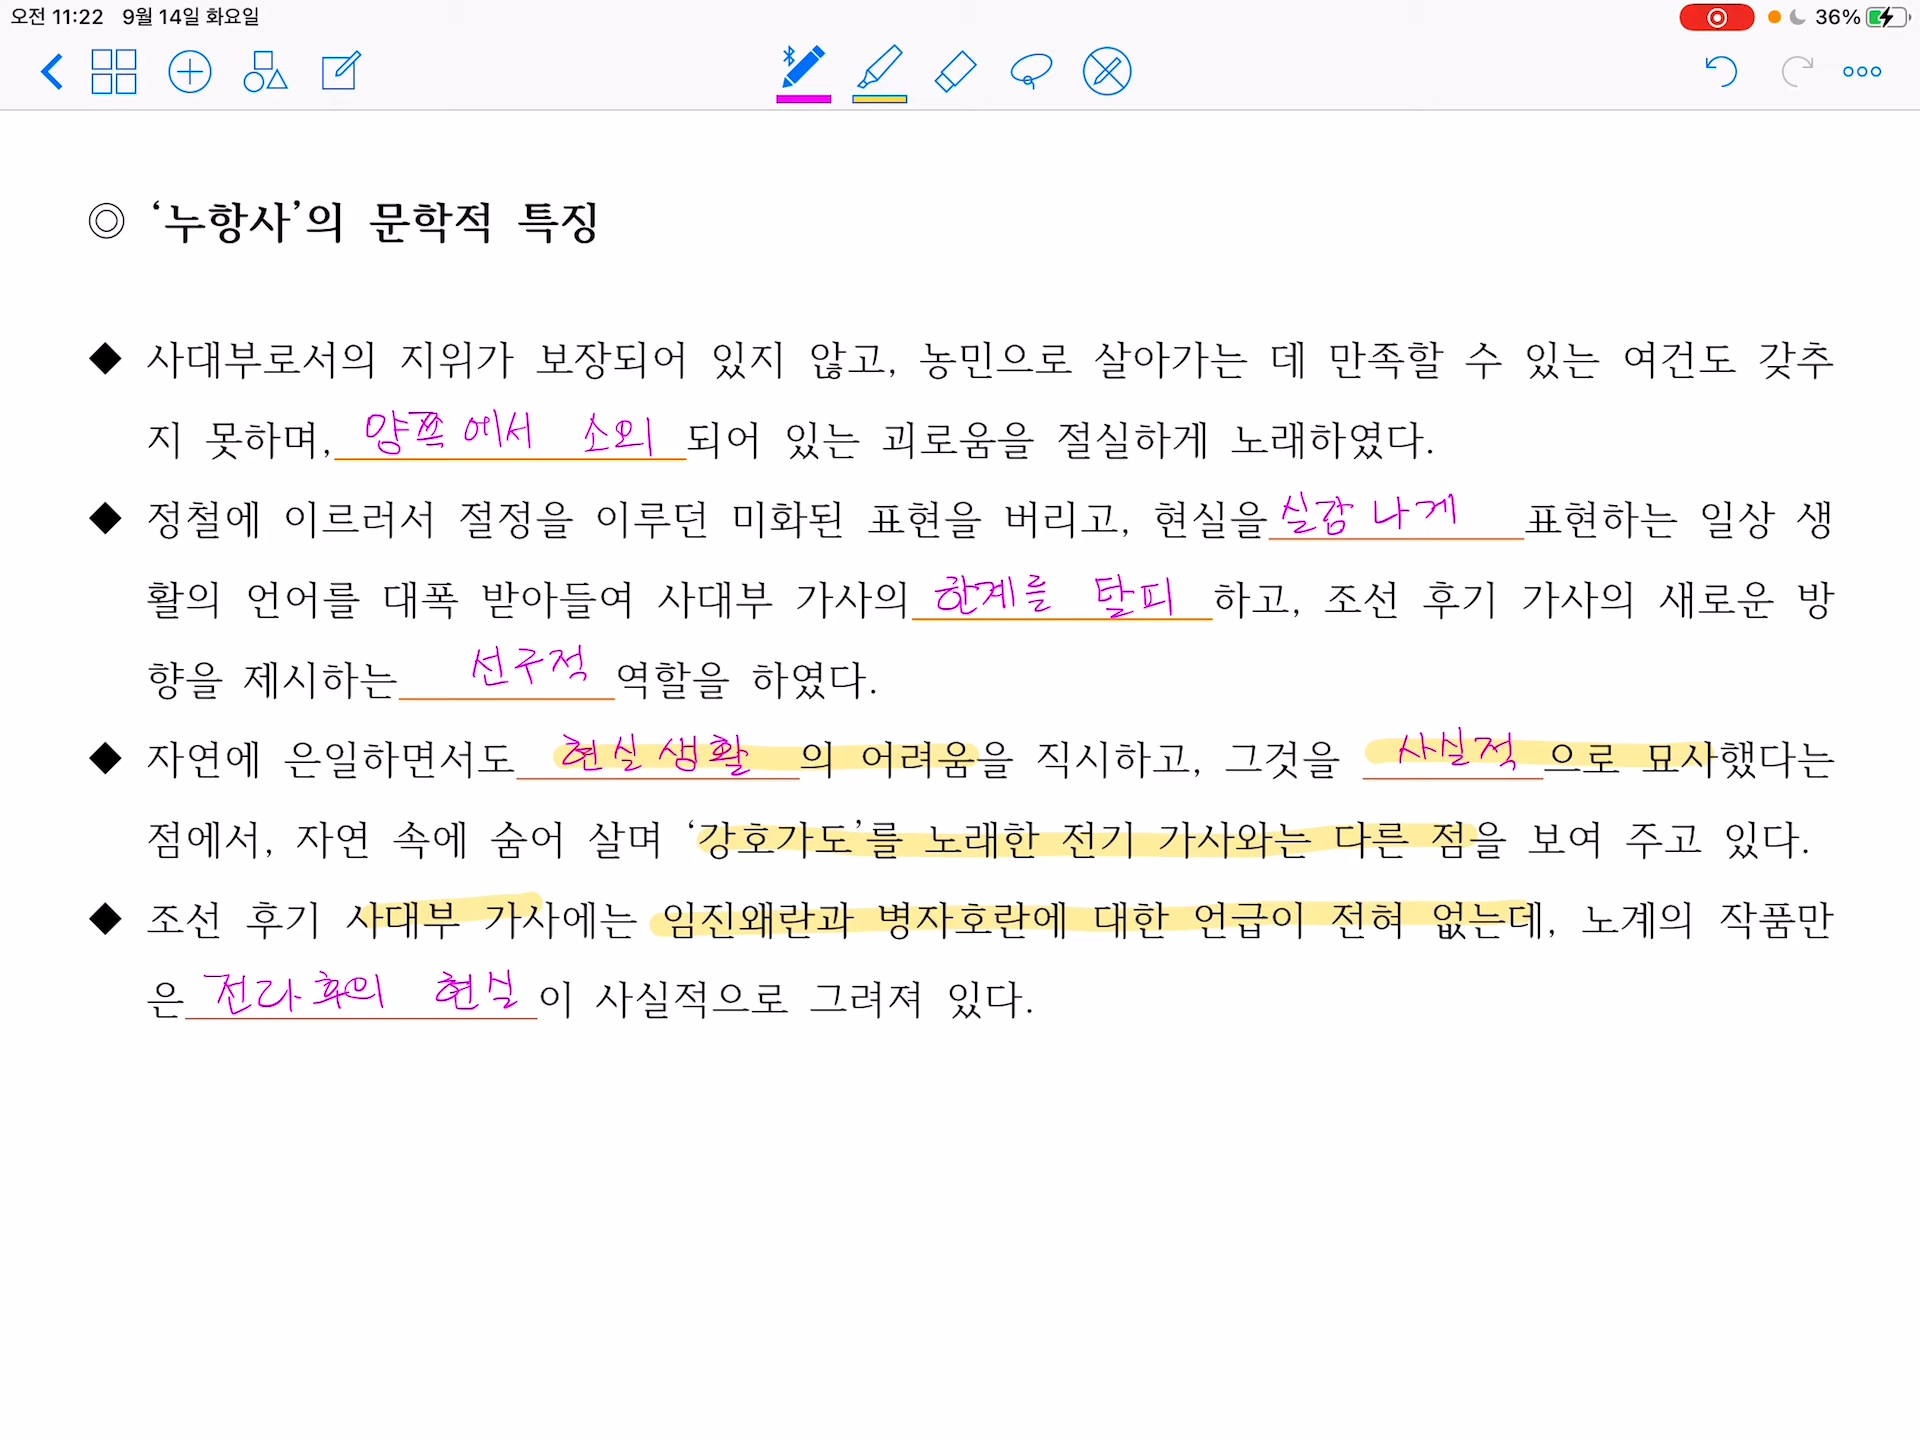 오전 11:22 9월 14일 화요일 36%
◎ ‘누항사’의 문학적 특징
◆ 사대부로서의 지위가 보장되어 있지 않고, 농민으로 살아가는 데 만족할 수 있는 여건도 갖추
지 못하며, 양쪽에서 소외 되어 있는 괴로움을 절실하게 노래하였다.
◆ 정철에 이르러서 절정을 이루던 미화된 표현을 버리고, 현실을 실감나게 표현하는 일상 생
활의 언어를 대폭 받아들여 사대부 가사의 한계를 탈피 하고, 조선 후기 가사의 새로운 방
향을 제시하는 선구적 역할을 하였다.
◆ 자연에 은일하면서도 현실생활 의 어려움을 직시하고, 그것을 사실적 으로 묘사했다는
점에서, 자연 속에 숨어 살며 ‘강호가도’를 노래한 전기 가사와는 다른 점을 보여 주고 있다.
◆ 조선 후기 사대부 가사에는 임진왜란과 병자호란에 대한 언급이 전혀 없는데, 노계의 작품만
은 전란후의 현실 이 사실적으로 그려져 있다.